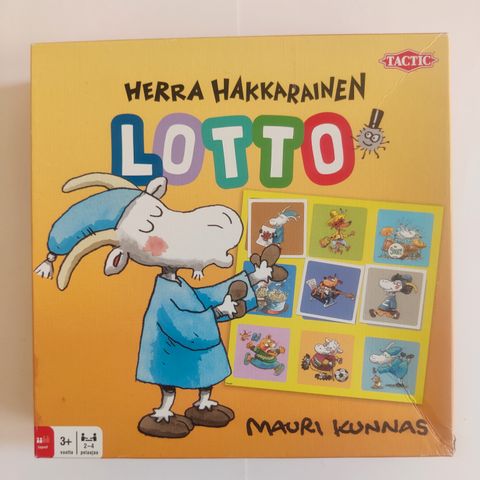 TACTIC
HERRA HAKKARAINEN
LOTTO
MAURI KUNNAS
3+
vuotta
2-4
pelaajaa